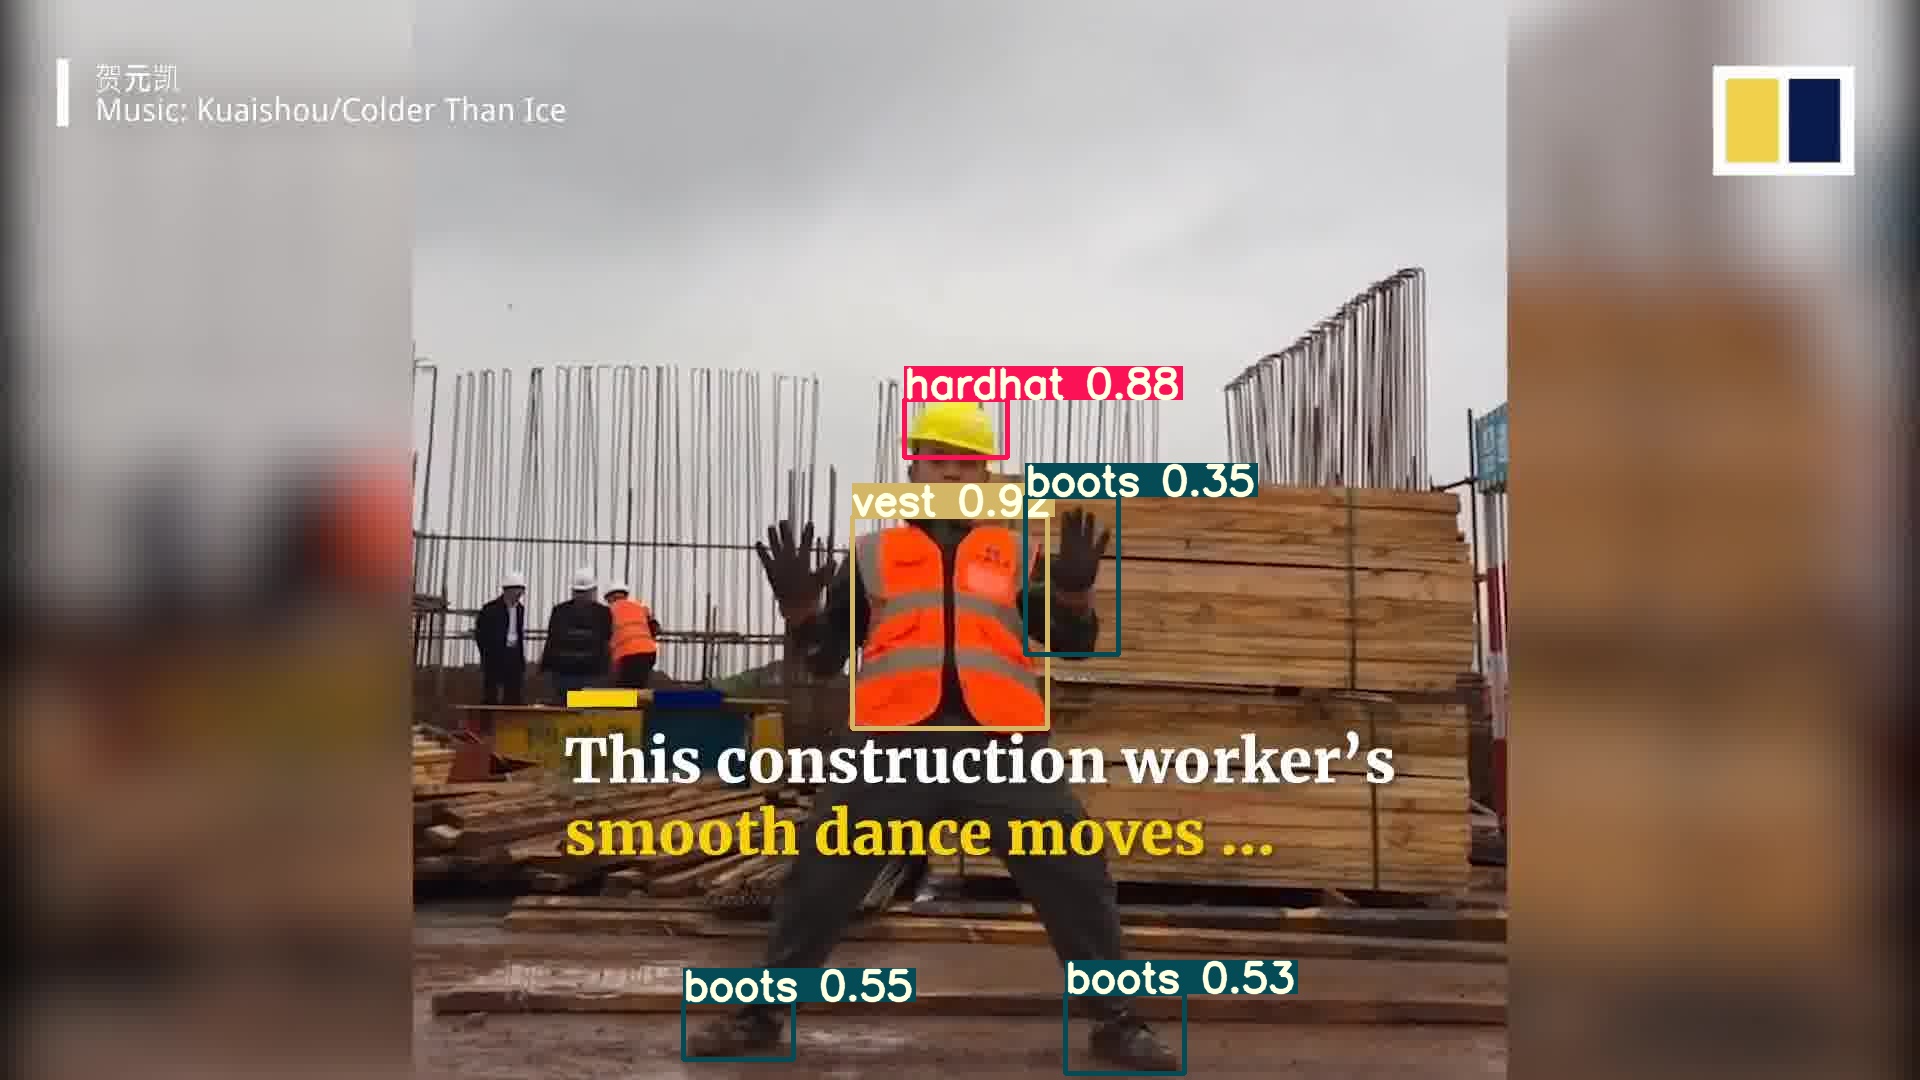 贺元凯
Music: Kuaishou/Colder Than Ice
hardhat 0.88
boots 0.35
vest 0.92
This construction worker’s
smooth dance moves ...
boots 0.55
boots 0.53